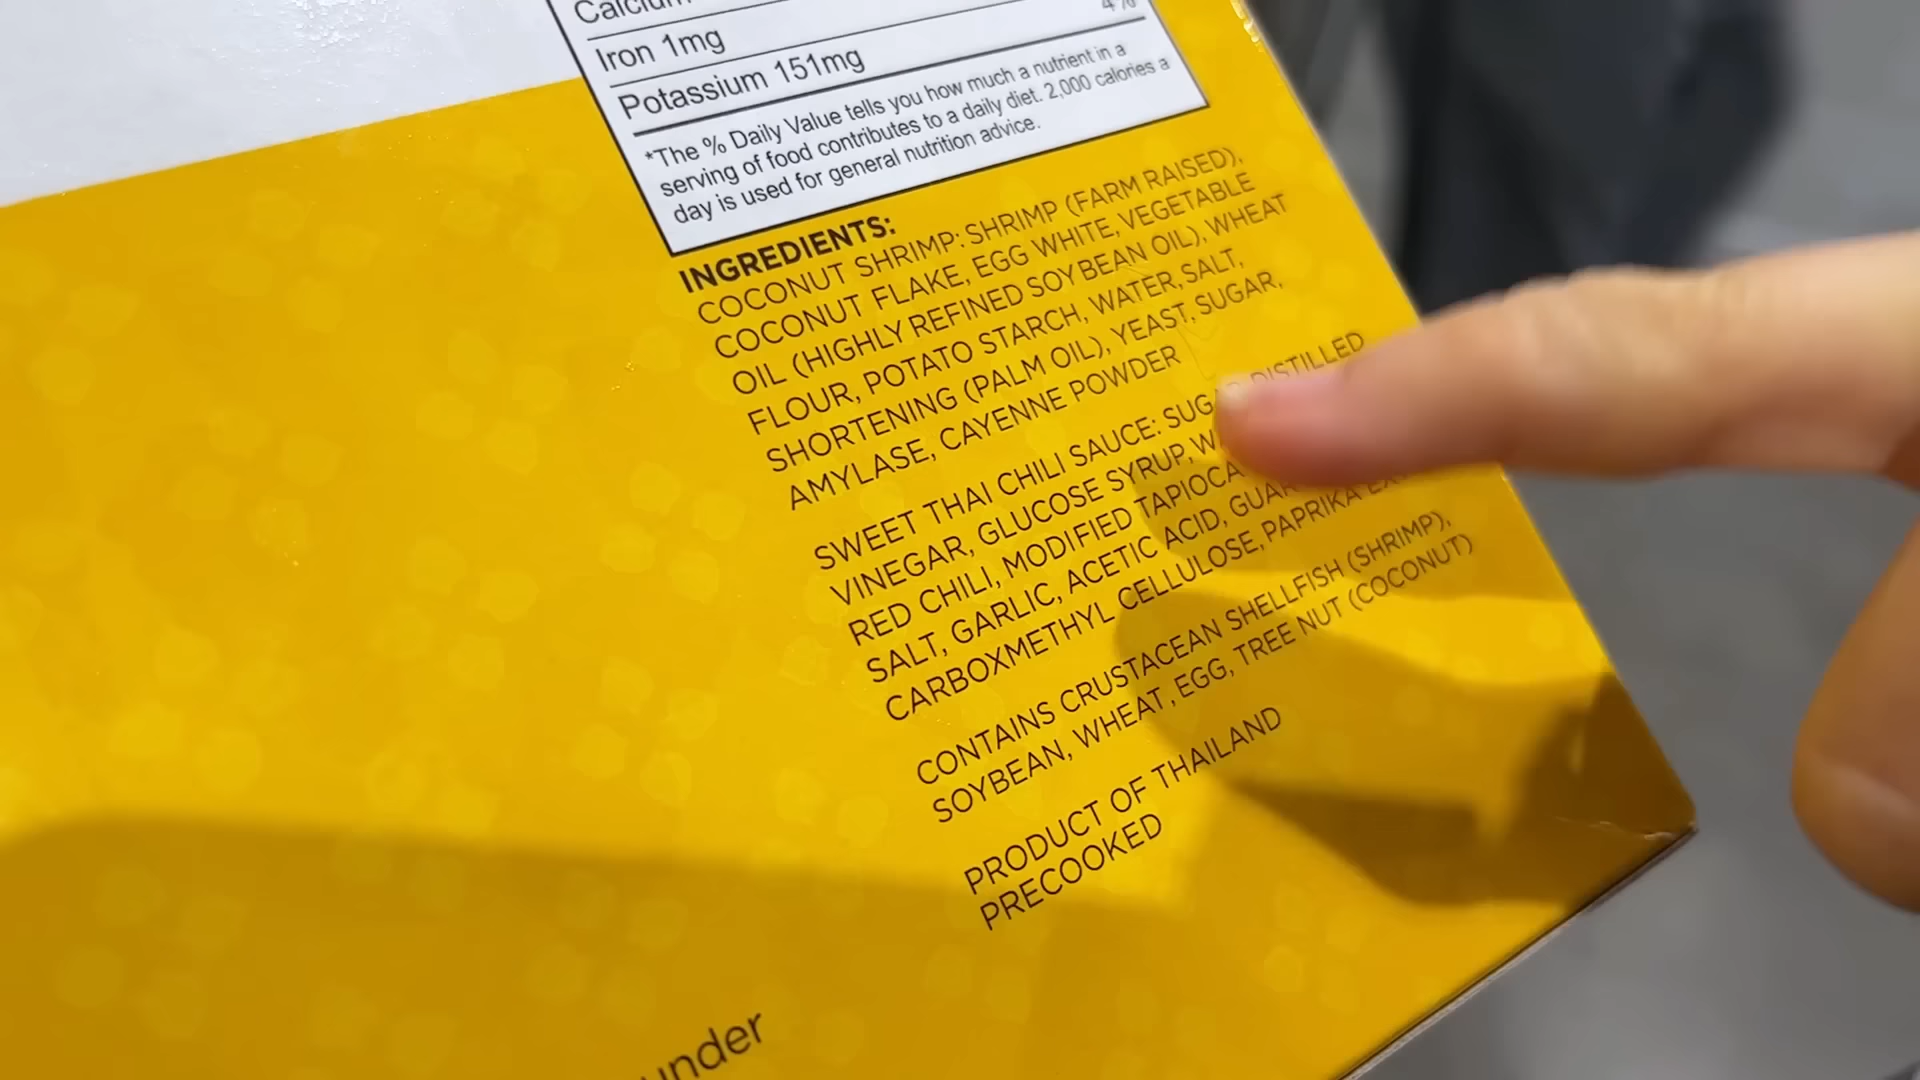 Calcium
Iron 1mg
4%
Potassium 151mg
*The % Daily Value tells you how much a nutrient in a
serving of food contributes to a daily diet. 2,000 calories a
day is used for general nutrition advice.
INGREDIENTS:
COCONUT SHRIMP: SHRIMP (FARM RAISED),
COCONUT FLAKE, EGG WHITE, VEGETABLE
OIL (HIGHLY REFINED SOYBEAN OIL), WHEAT
FLOUR, POTATO STARCH, WATER, SALT,
SHORTENING (PALM OIL), YEAST, SUGAR,
AMYLASE, CAYENNE POWDER
SWEET THAI CHILI SAUCE: DISTILLED
VINEGAR, GLUCOSE SYRUP,
RED CHILI, MODIFIED TAPIOCA
SALT, GARLIC, ACETIC ACID, GUAR
CARBOXMETHYL CELLULOSE, PAPRIKA
CONTAINS CRUSTACEAN SHELLFISH (SHRIMP),
SOYBEAN, WHEAT, EGG, TREE NUT (COCONUT)
PRODUCT OF THAILAND
PRECOOKED
under